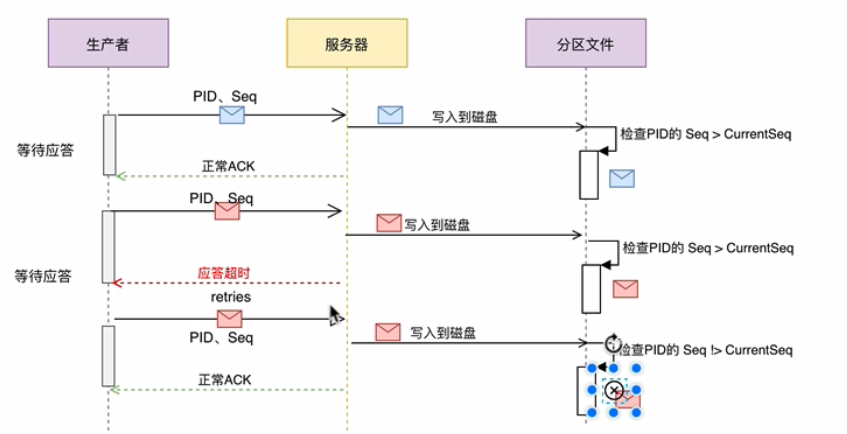 生产者
服务器
分区文件
PID、Seq
写入到磁盘
检查PID的 Seq > CurrentSeq
等待应答
正常ACK
PID、Seq
写入到磁盘
检查PID的 Seq > CurrentSeq
等待应答
应答超时
retries
PID、Seq
写入到磁盘
检查PID的 Seq !> CurrentSeq
正常ACK